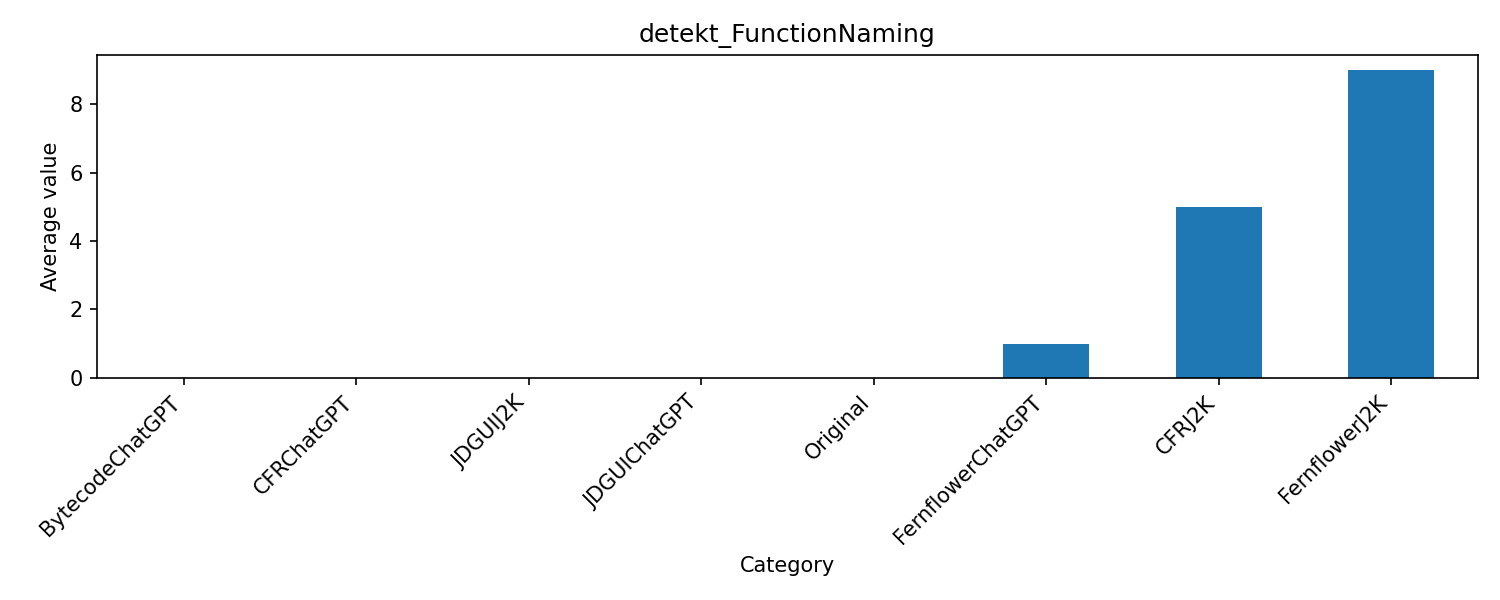 detekt_FunctionNaming
Average value
8
6
4
2
0
BytecodeChatGPT
CFRChatGPT
JDGUIJ2K
JDGUIChatGPT
Original
FernflowerChatGPT
CFRJ2K
FernflowerJ2K
Category